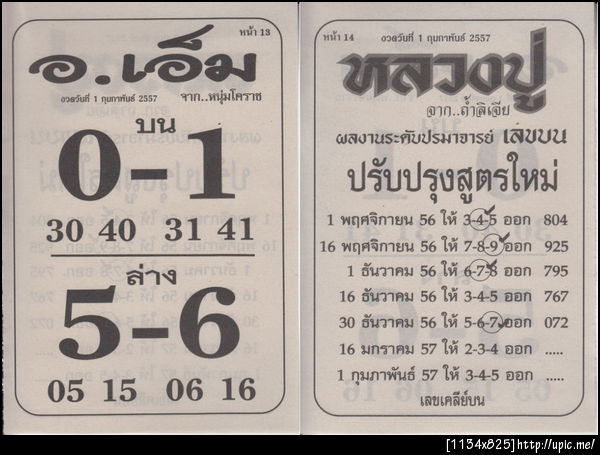 หน้า 13
อ.เอ็ม
งวดวันที่ 1 กุมภาพันธ์ 2557 จาก..หนุ่มโคราช
บน
0-1
30 40 31 41
ล่าง
5-6
05 15 06 16
หน้า 14 งวดวันที่ 1 กุมภาพันธ์ 2557
หลวงปู่
จาก..ถ้ำลิเจีย
ผลงานระดับปรมาจารย์ เลขบน
ปรับปรุงสูตรใหม่
1 พฤศจิกายน 56 ให้ 3-4-5 ออก 804
16 พฤศจิกายน 56 ให้ 7-8-9 ออก 925
1 ธันวาคม 56 ให้ 6-7-8 ออก 795
16 ธันวาคม 56 ให้ 3-4-5 ออก 767
30 ธันวาคม 56 ให้ 5-6-7 ออก 072
16 มกราคม 57 ให้ 2-3-4 ออก .....
1 กุมภาพันธ์ 57 ให้ 3-4-5 ออก .....
เลขเคลีย์บน
[1134x825]http://upic.me/